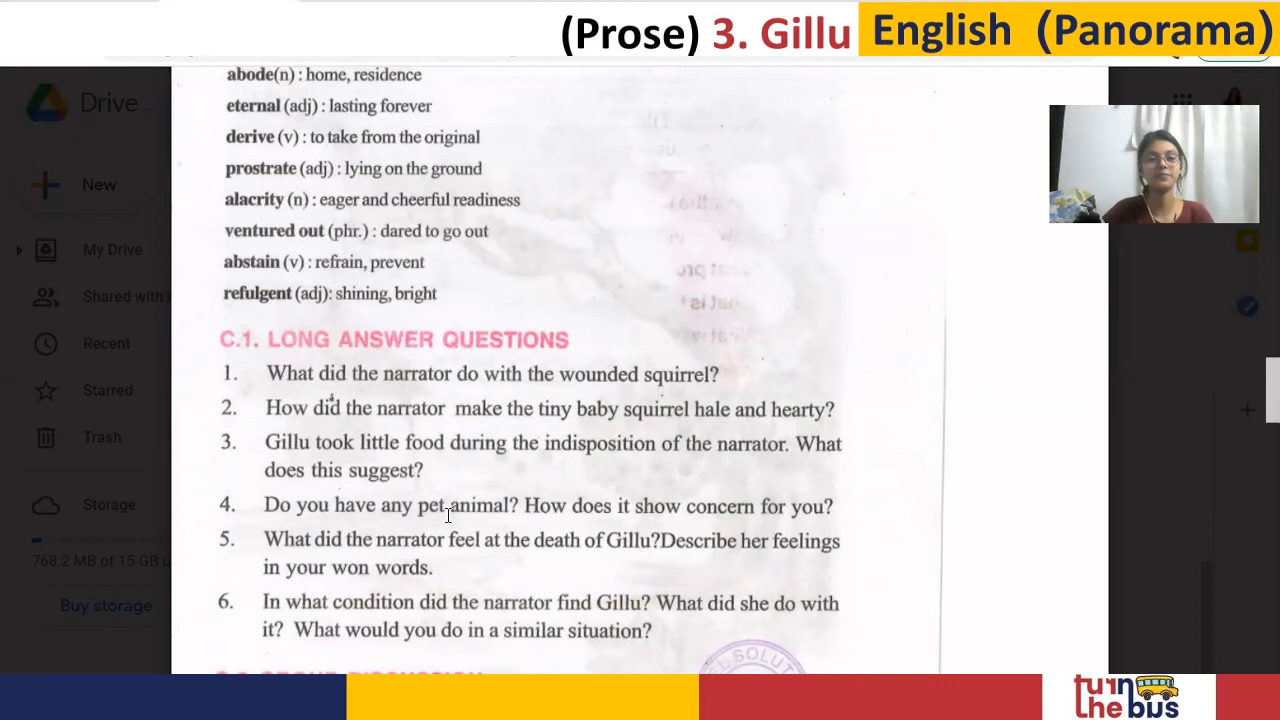 (Prose) 3. Gillu English (Panorama)
Drive
New
My Drive
Shared with
Recent
Starred
Trash
Storage
768.2 MB of 15 GB u
Buy storage
abode(n) : home, residence
eternal (adj) : lasting forever
derive (v) : to take from the original
prostrate (adj) : lying on the ground
alacrity (n) : eager and cheerful readiness
ventured out (phr.) : dared to go out
abstain (v) : refrain, prevent
refulgent (adj): shining, bright
C.1. LONG ANSWER QUESTIONS
1. What did the narrator do with the wounded squirrel?
2. How did the narrator make the tiny baby squirrel hale and hearty?
3. Gillu took little food during the indisposition of the narrator. What
does this suggest?
4. Do you have any pet animal? How does it show concern for you?
5. What did the narrator feel at the death of Gillu?Describe her feelings
in your won words.
6. In what condition did the narrator find Gillu? What did she do with
it? What would you do in a similar situation?
turn
the bus